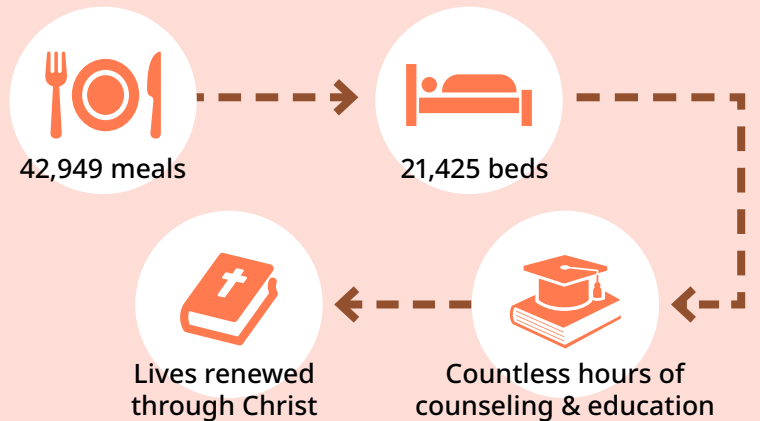 42,949 meals
21,425 beds
Countless hours of
counseling & education
Lives renewed
through Christ